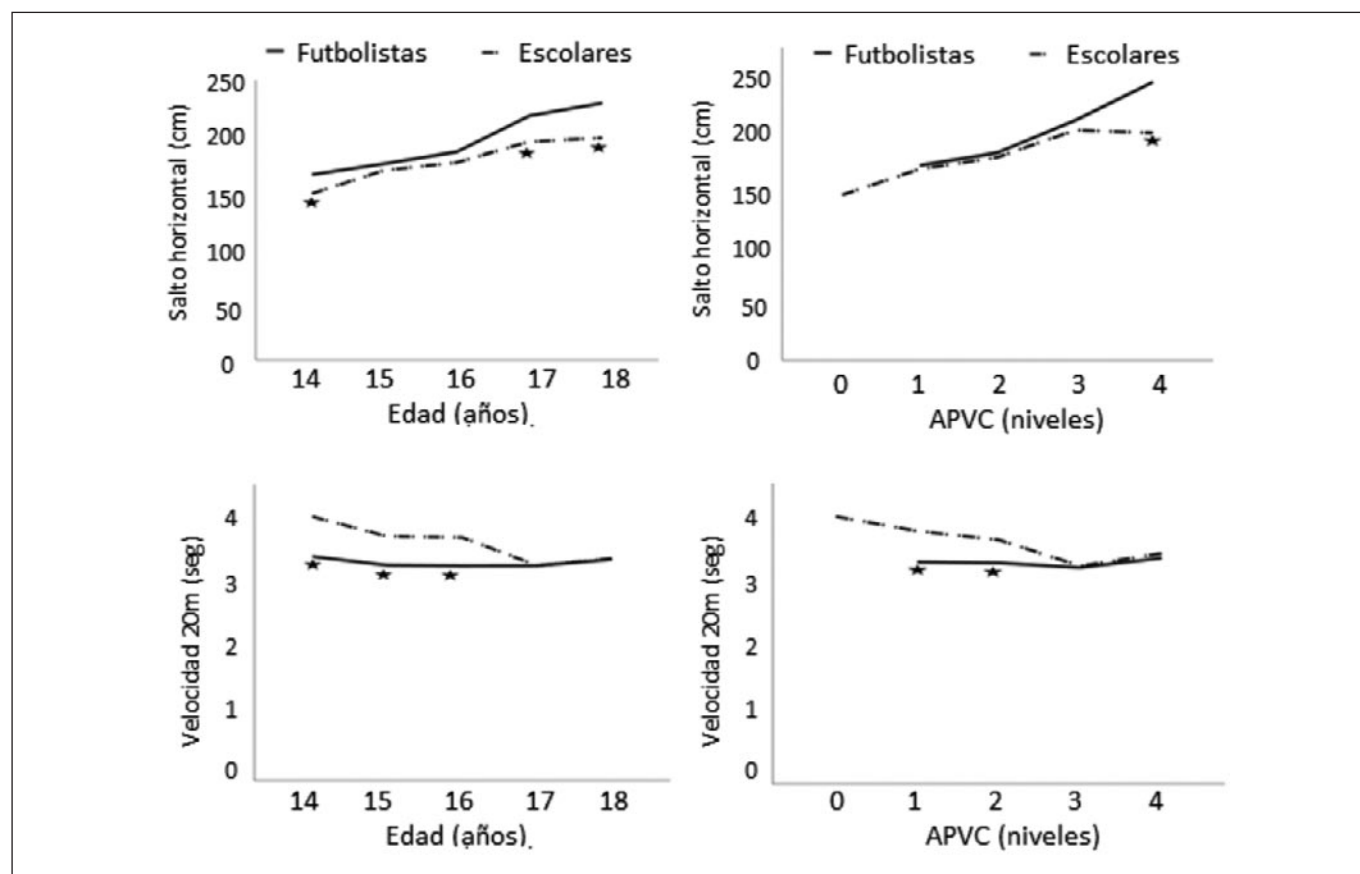 Futbolistas Escolares
Salto horizontal (cm)
250
200
150
100
50
0
14 15 16 17 18
Edad (años)
Futbolistas Escolares
Salto horizontal (cm)
250
200
150
100
50
0
0 1 2 3 4
APVC (niveles)
Velocidad 20m (seg)
4
3
2
1
0
14 15 16 17 18
Edad (años)
Velocidad 20m (seg)
4
3
2
1
0
0 1 2 3 4
APVC (niveles)